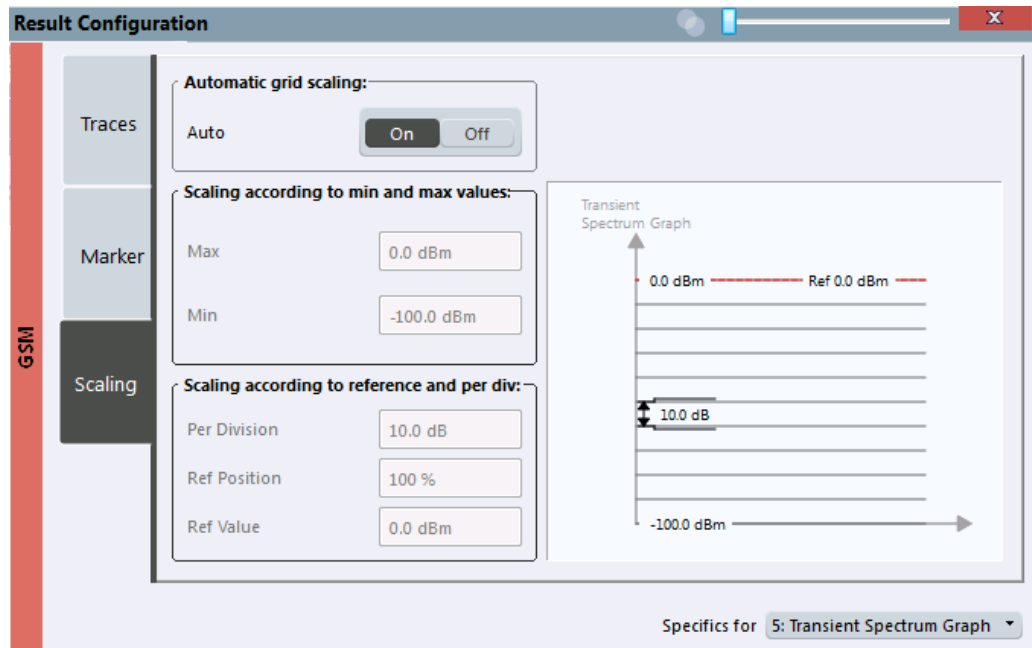 Result Configuration
X
GSM
Traces
Marker
Scaling
Automatic grid scaling:
Auto
On
Off
Scaling according to min and max values:
Max
0.0 dBm
Min
-100.0 dBm
Scaling according to reference and per div:
Per Division
10.0 dB
Ref Position
100 %
Ref Value
0.0 dBm
Transient
Spectrum Graph
0.0 dBm
Ref 0.0 dBm
10.0 dB
-100.0 dBm
Specifics for
5: Transient Spectrum Graph